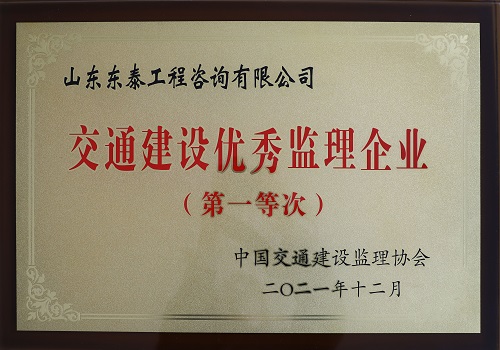 山东东泰工程咨询有限公司
交通建设优秀监理企业
（第一等次）
中国交通建设监理协会
二〇二一年十二月